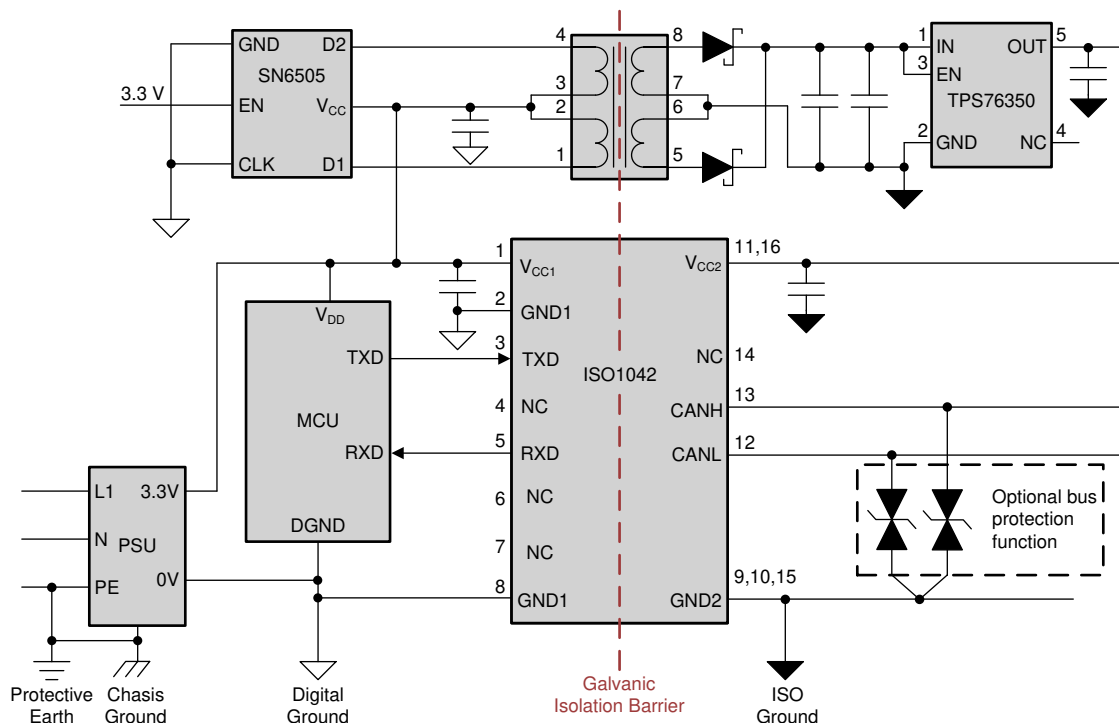 GND
D2
SN6505
3.3 V
EN
VCC
CLK
D1
4
3
2
1
8
7
6
5
1
3
2
IN
EN
GND
OUT
TPS76350
NC
5
4
1
2
3
4
5
6
7
8
VCC1
GND1
TXD
NC
RXD
NC
NC
GND1
ISO1042
VCC2
NC
CANH
CANL
GND2
11,16
14
13
12
9,10,15
VDD
TXD
MCU
RXD
DGND
L1
3.3V
N
PSU
PE
0V
Optional bus
protection
function
Protective
Earth
Chasis
Ground
Digital
Ground
Galvanic
Isolation Barrier
ISO
Ground